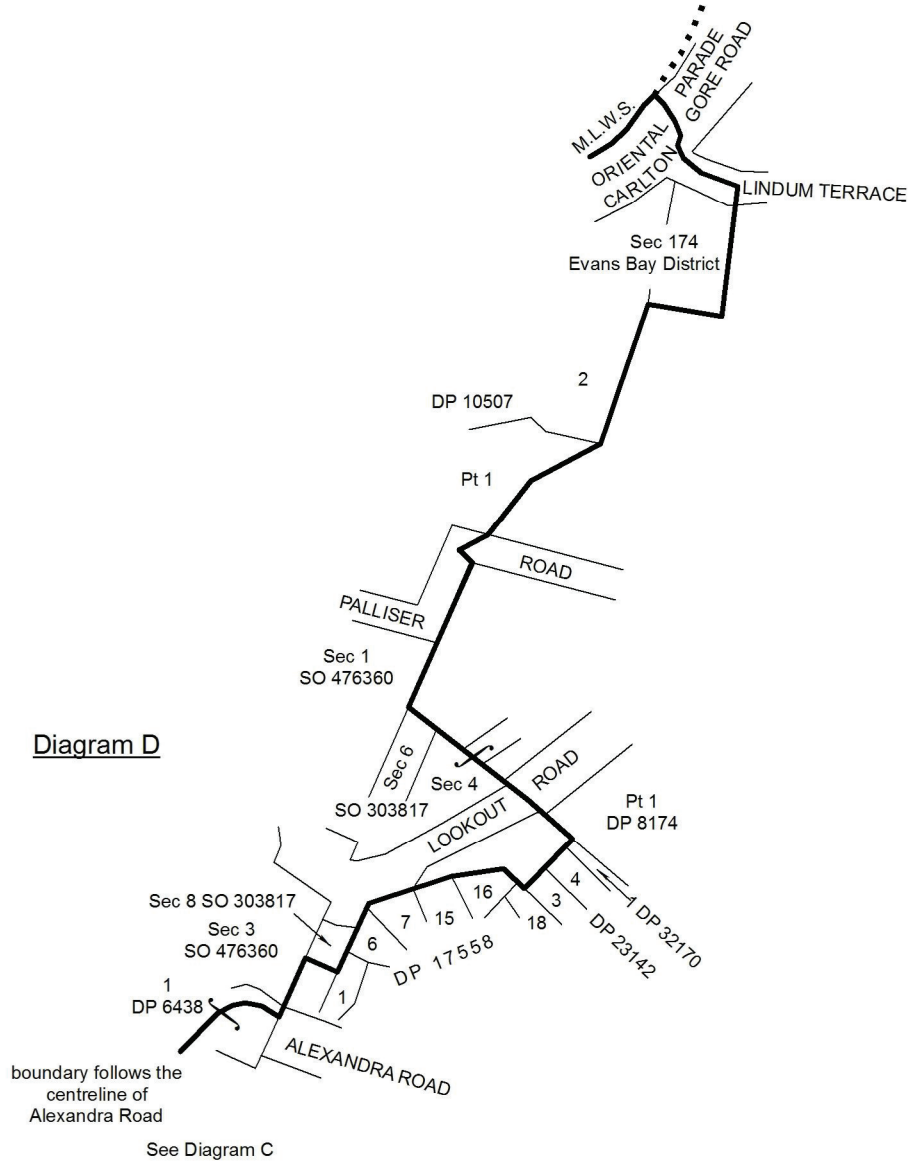 PARADE
GORE ROAD
M.L.W.S.
ORIENTAL
CARLTON
LINDUM TERRACE
Sec 174
Evans Bay District
2
DP 10507
Pt 1
ROAD
PALLISER
Sec 1
SO 476360
Diagram D
Sec 6
Sec 4
SO 303817
ROAD
LOOKOUT
Pt 1
DP 8174
4
3
1 DP 32170
DP 23142
16
18
15
7
6
DP 17558
Sec 8 SO 303817
Sec 3
SO 476360
1
1
DP 6438
ALEXANDRA ROAD
boundary follows the
centreline of
Alexandra Road
See Diagram C